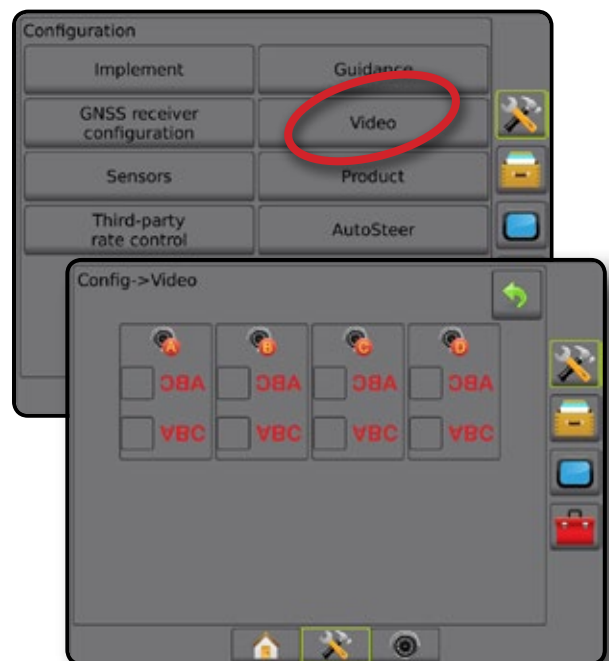 Configuration
Implement
Guidance
GNSS receiver
configuration
Video
Sensors
Product
Third-party
rate control
AutoSteer
Config->Video
A
B
C
D
ABC
ABC
ABC
ABC
ABC
ABC
ABC
ABC